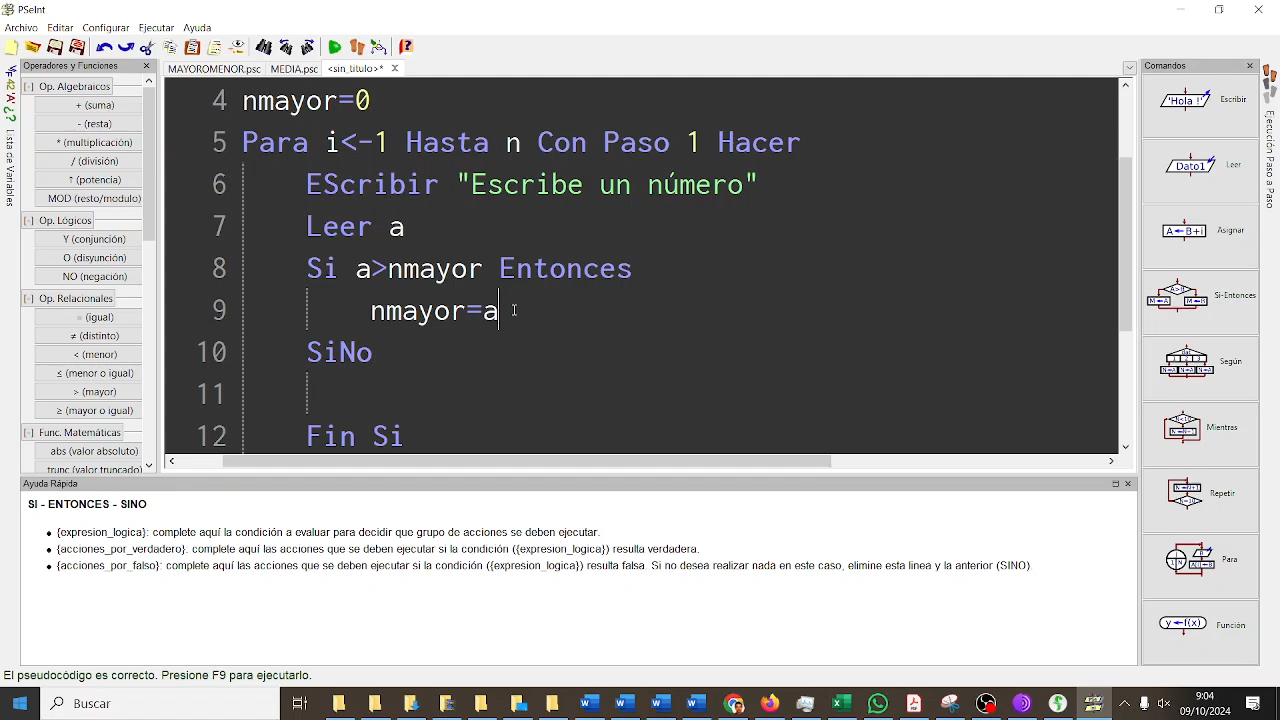 PSeInt
Archivo Editar Configurar Ejecutar Ayuda
Operadores y Funciones
MAYOROMENOR.psc MEDIA.psc <sin_titulo>*
Comandos
Op. Algebraicos
+ (suma)
- (resta)
* (multiplicación)
/ (división)
↑ (potencia)
MOD (resto/modulo)
Op. Lógicos
Y (conjunción)
O (disyunción)
NO (negación)
Op. Relacionales
= (igual)
≠ (distinto)
< (menor)
≤ (menor o igual)
> (mayor)
≥ (mayor o igual)
Func. Matemáticas
abs (valor absoluto)
trunc (valor truncado)
Lista de Variables
4 nmayor=0
5 Para i<-1 Hasta n Con Paso 1 Hacer
6 EScribir "Escribe un número"
7 Leer a
8 Si a>nmayor Entonces
9 nmayor=a
10 SiNo
11
12 Fin Si
'Hola !' Escribir
Dato1 Leer
A←B+i Asignar
Si-Entonces
Según
Mientras
Repetir
Para
y←f(x) Función
Ejecución Paso a Paso
Ayuda Rápida
SI - ENTONCES - SINO
{expresion_logica}: complete aquí la condición a evaluar para decidir que grupo de acciones se deben ejecutar.
{acciones_por_verdadero}: complete aquí las acciones que se deben ejecutar si la condición ({expresion_logica}) resulta verdadera.
{acciones_por_falso}: complete aquí las acciones que se deben ejecutar si la condición ({expresion_logica}) resulta falsa. Si no desea realizar nada en este caso, elimine esta linea y la anterior (SINO).
El pseudocódigo es correcto. Presione F9 para ejecutarlo.
Buscar
9:04
09/10/2024